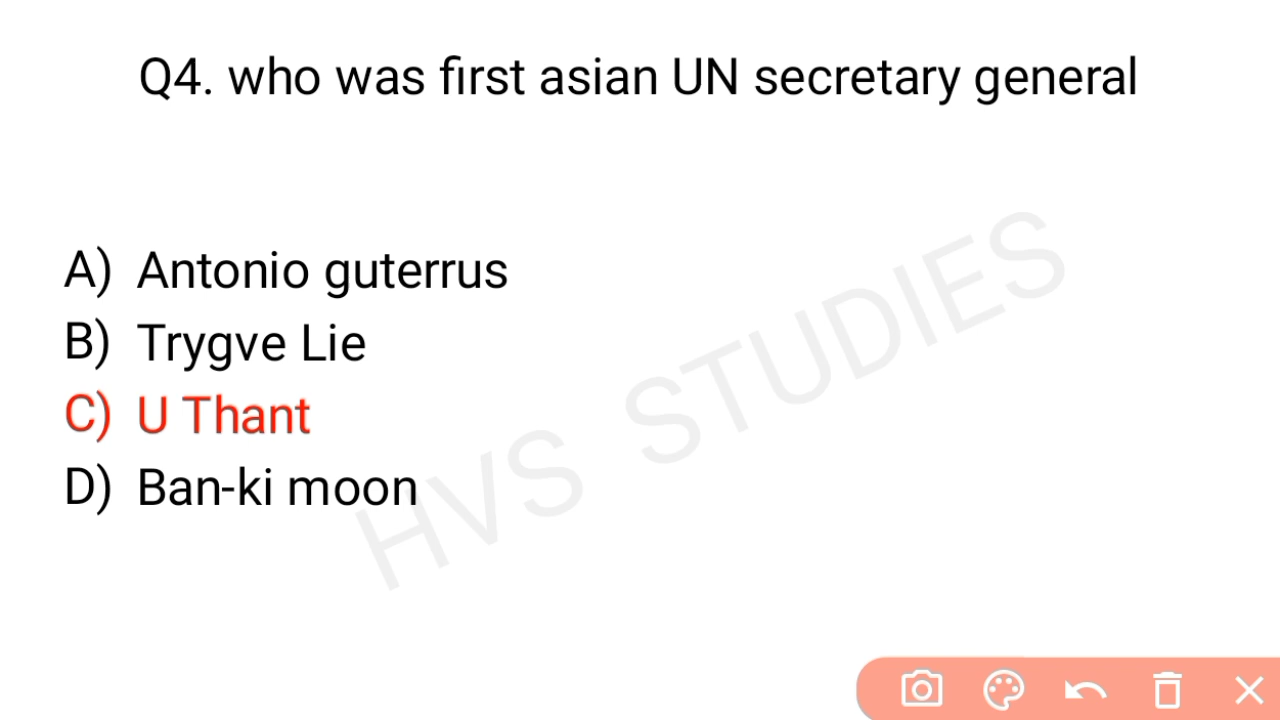 Q4. who was first asian UN secretary general
A) Antonio guterrus
B) Trygve Lie
C) U Thant
D) Ban-ki moon
HVS STUDIES